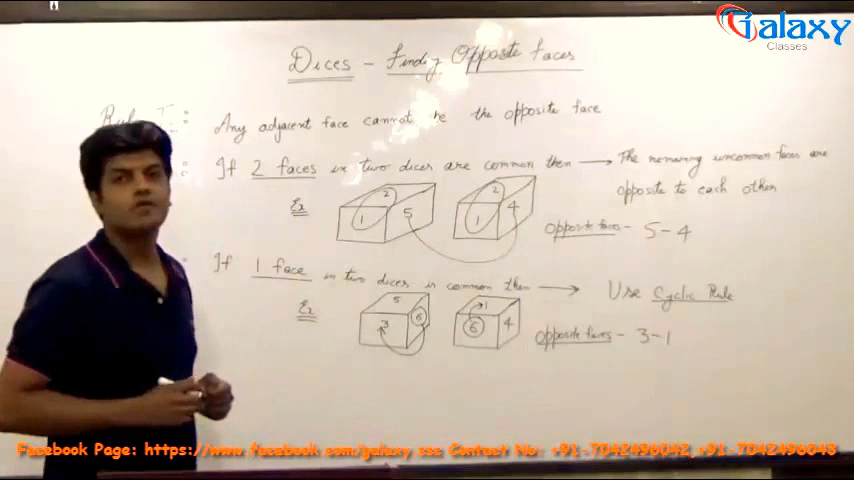 Galaxy
Classes
Dices - Finding Opposite Faces
Rule I :
Any adjacent face cannot be the opposite face
: If 2 faces in two dices are common then → The remaining uncommon faces are
opposite to each other
Ex
1 2 5
1 2 4
Opposite faces - 5-4
If 1 face in two dices is common then → Use Cyclic Rule
Ex
5 3 6
1 6 4
Opposite faces - 3-1
Facebook Page: https://www.facebook.com/galaxy.ssc Contact No: +91-7042496042,+91-7042496048